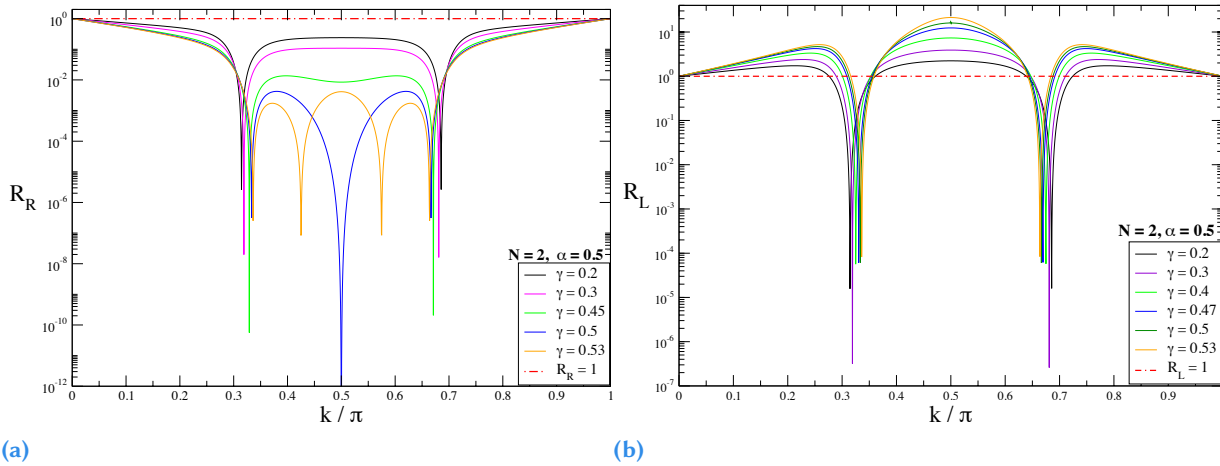 10^0
10^-2
10^-4
R_R
10^-6
10^-8
10^-10
10^-12
N = 2, α = 0.5
γ = 0.2
γ = 0.3
γ = 0.45
γ = 0.5
γ = 0.53
R_R = 1
0 0.1 0.2 0.3 0.4 0.5 0.6 0.7 0.8 0.9 1
k / π
(a)
10^1
10^0
10^-1
10^-2
R_L
10^-3
10^-4
10^-5
10^-6
10^-7
N = 2, α = 0.5
γ = 0.2
γ = 0.3
γ = 0.4
γ = 0.47
γ = 0.5
γ = 0.53
R_L = 1
0 0.1 0.2 0.3 0.4 0.5 0.6 0.7 0.8 0.9
k / π
(b)